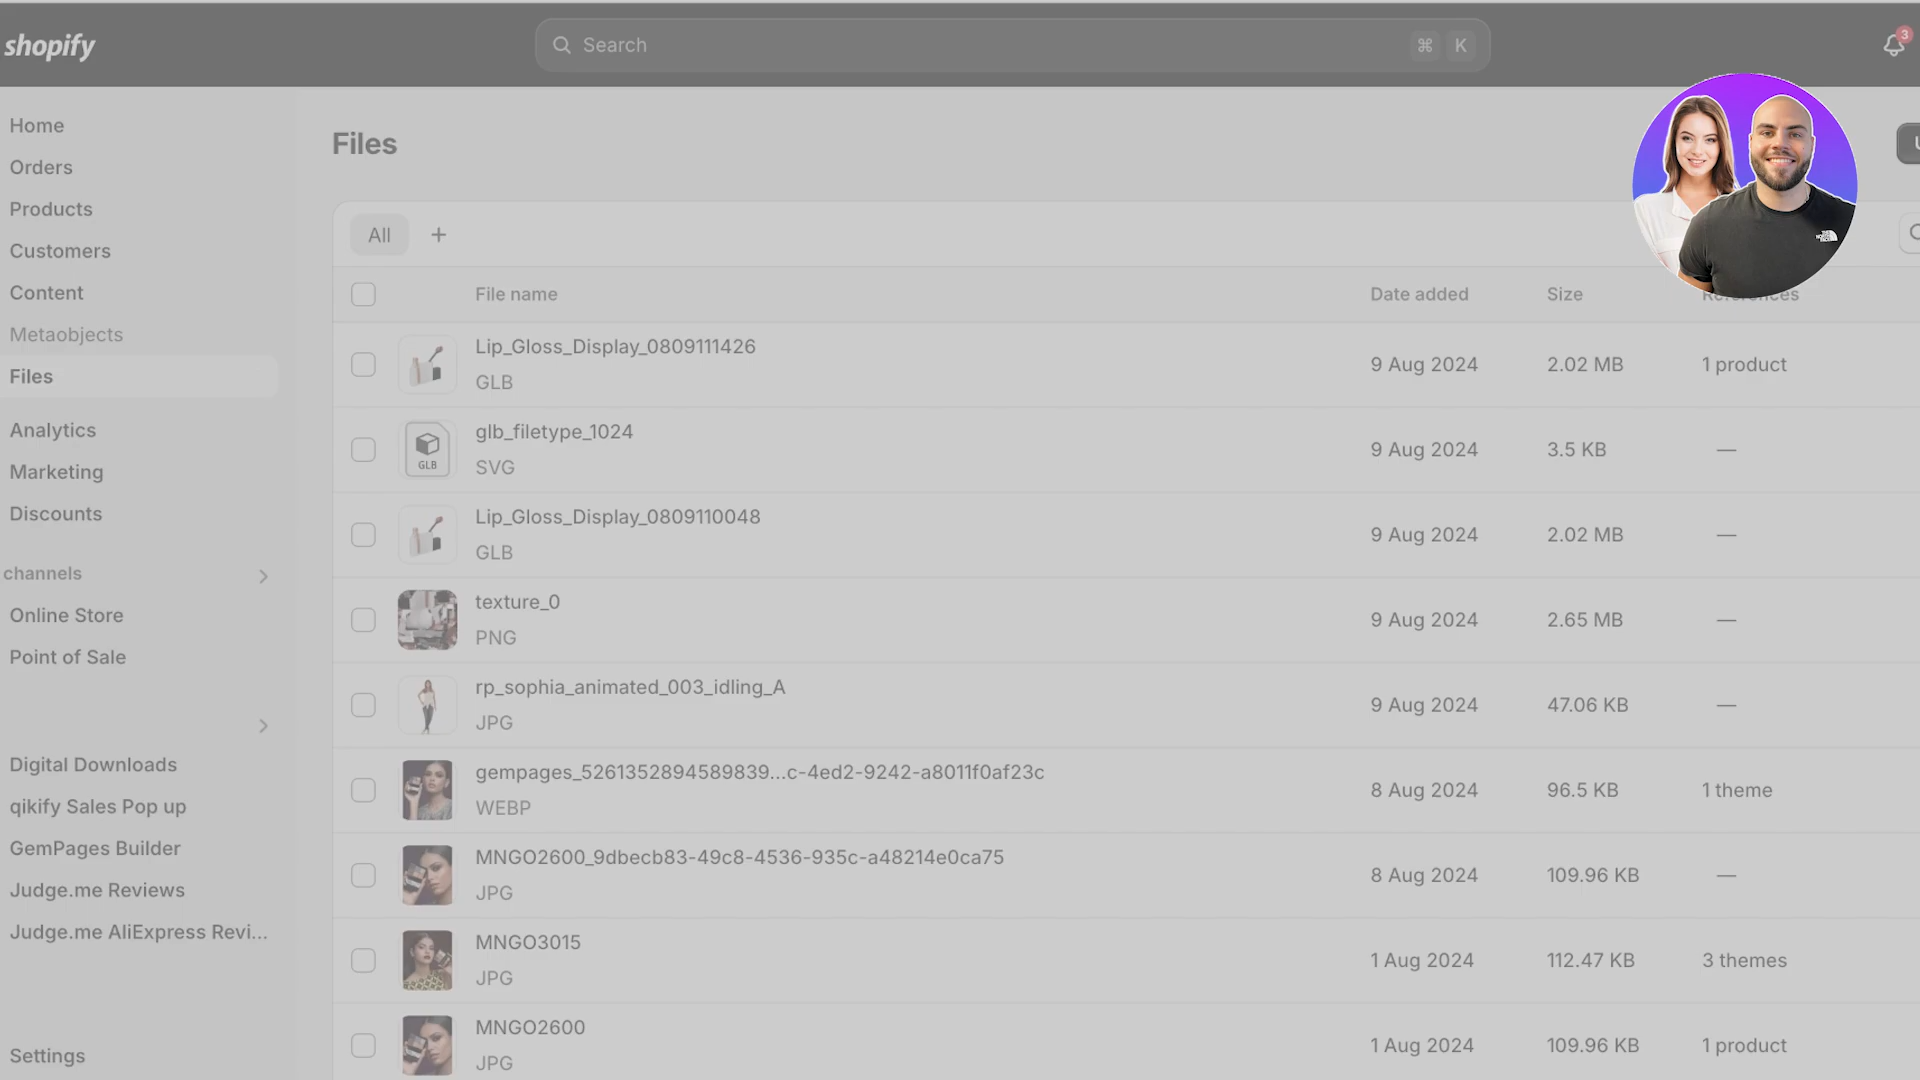 shopify
Search
⌘ K
3
Home
Orders
Products
Customers
Content
Metaobjects
Files
Analytics
Marketing
Discounts
channels
Online Store
Point of Sale
Digital Downloads
qikify Sales Pop up
GemPages Builder
Judge.me Reviews
Judge.me AliExpress Revi...
Settings
Files
All +
File name Date added Size References
Lip_Gloss_Display_0809111426
GLB
9 Aug 2024 2.02 MB 1 product
GLB
glb_filetype_1024
SVG
9 Aug 2024 3.5 KB —
Lip_Gloss_Display_0809110048
GLB
9 Aug 2024 2.02 MB —
texture_0
PNG
9 Aug 2024 2.65 MB —
rp_sophia_animated_003_idling_A
JPG
9 Aug 2024 47.06 KB —
gempages_5261352894589839...c-4ed2-9242-a8011f0af23c
WEBP
8 Aug 2024 96.5 KB 1 theme
MNGO2600_9dbecb83-49c8-4536-935c-a48214e0ca75
JPG
8 Aug 2024 109.96 KB —
MNGO3015
JPG
1 Aug 2024 112.47 KB 3 themes
MNGO2600
JPG
1 Aug 2024 109.96 KB 1 product